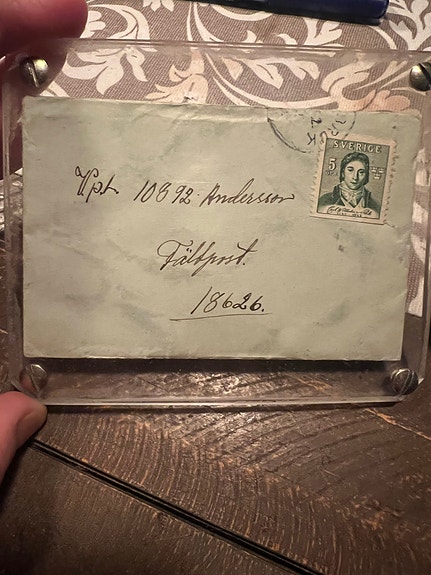 SVERIGE
5
Vpl. 10892 Andersson
Fältpost.
18626.